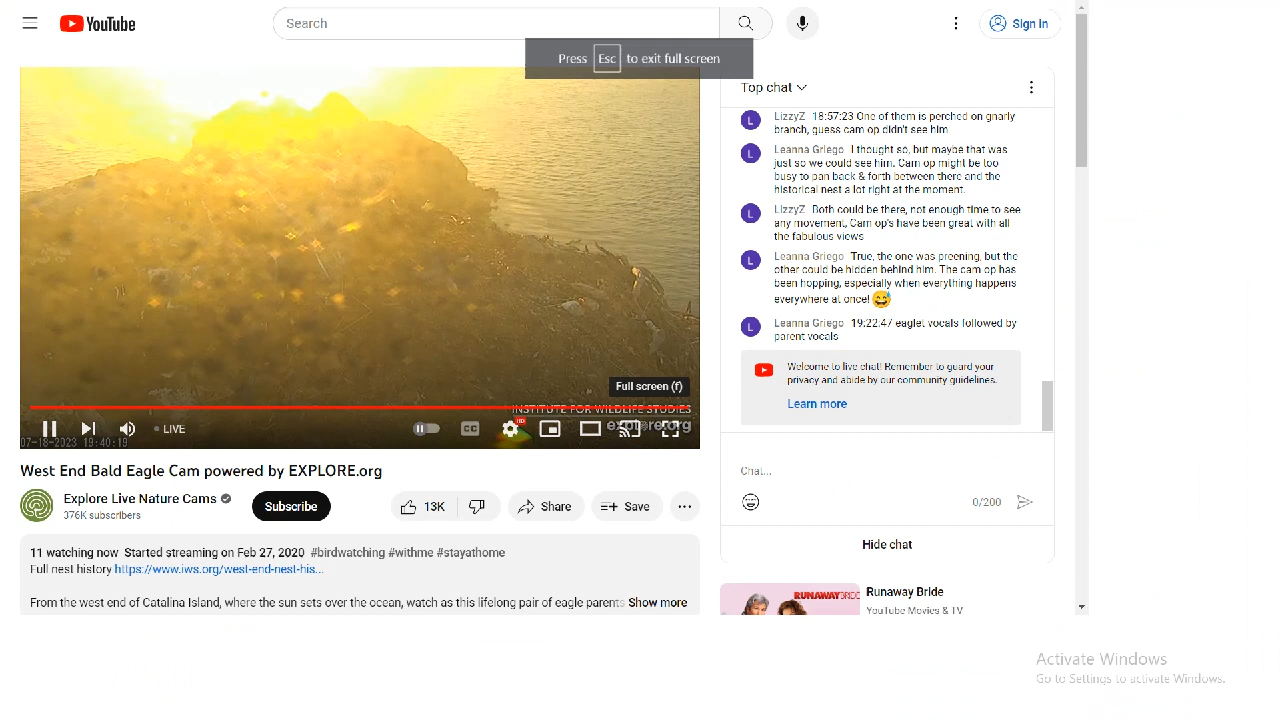 YouTube
Search
Sign in
Press Esc to exit full screen
Top chat
LizzyZ 18:57:23 One of them is perched on gnarly
branch, guess cam op didn't see him
Leanna Griego I thought so, but maybe that was
just so we could see him. Cam op might be too
busy to pan back & forth between there and the
historical nest a lot right at the moment.
LizzyZ Both could be there, not enough time to see
any movement, Cam op's have been great with all
the fabulous views
Leanna Griego True, the one was preening, but the
other could be hidden behind him. The cam op has
been hopping, especially when everything happens
everywhere at once!😅
Leanna Griego 19:22:47 eaglet vocals followed by
parent vocals
Welcome to live chat! Remember to guard your
privacy and abide by our community guidelines.
Learn more
Chat...
0/200
Hide chat
Full screen (f)
INSTITUTE FOR WILDLIFE STUDIES
explore.org
LIVE
CC
HD
07-18-2023 19:40:19
West End Bald Eagle Cam powered by EXPLORE.org
Explore Live Nature Cams
376K subscribers
Subscribe
13K
Share
Save
11 watching now Started streaming on Feb 27, 2020 #birdwatching #withme #stayathome
Full nest history https://www.iws.org/west-end-nest-his...
From the west end of Catalina Island, where the sun sets over the ocean, watch as this lifelong pair of eagle parents Show more
RUNAWAY BRIDE
Runaway Bride
YouTube Movies & TV
Activate Windows
Go to Settings to activate Windows.